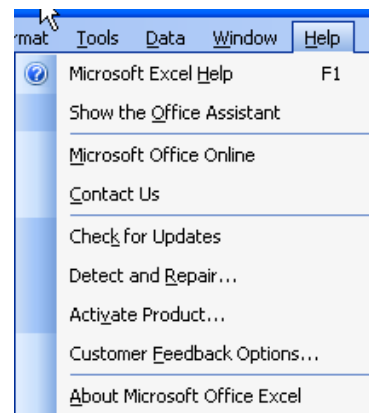 rmat Tools Data Window Help
Microsoft Excel Help F1
Show the Office Assistant
Microsoft Office Online
Contact Us
Check for Updates
Detect and Repair...
Activate Product...
Customer Feedback Options...
About Microsoft Office Excel